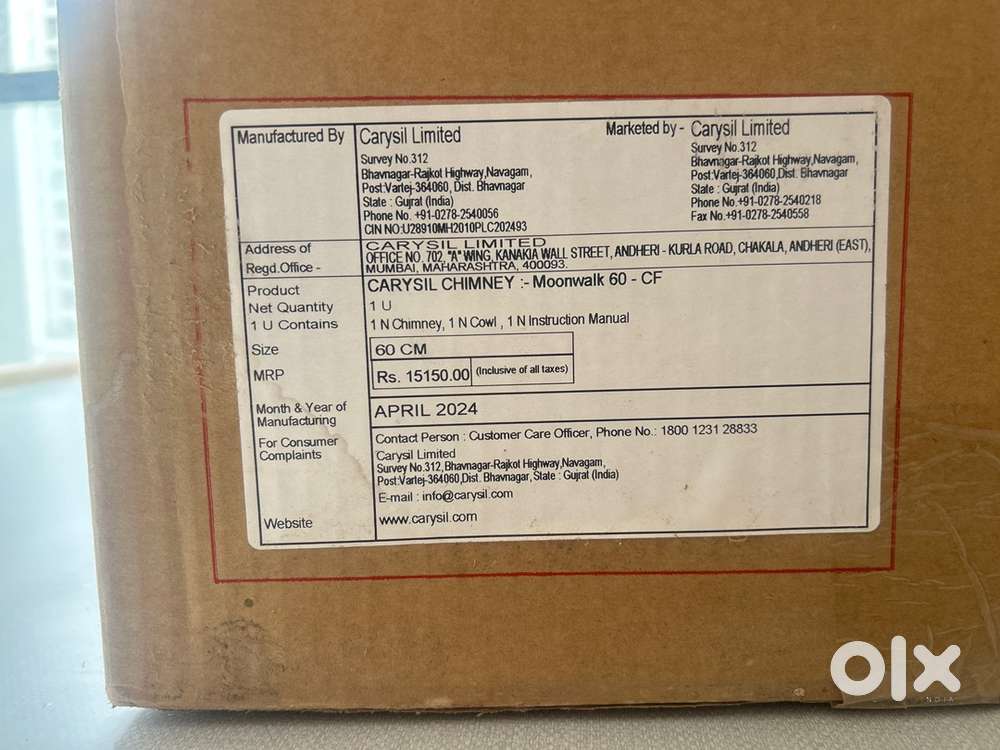 Manufactured By
Carysil Limited
Survey No.312
Bhavnagar-Rajkot Highway,Navagam,
Post:Vartej-364060, Dist. Bhavnagar
State : Gujrat (India)
Phone No. +91-0278-2540056
CIN NO:U28910MH2010PLC202493
Marketed by - Carysil Limited
Survey No.312
Bhavnagar-Rajkot Highway,Navagam,
Post:Vartej-364060,Dist. Bhavnagar
State : Gujrat (India)
Phone No.+91-0278-2540218
Fax No.+91-0278-2540558
Address of
Regd.Office -
CARYSIL LIMITED
OFFICE NO. 702, "A" WING, KANAKIA WALL STREET, ANDHERI - KURLA ROAD, CHAKALA, ANDHERI (EAST),
MUMBAI, MAHARASHTRA, 400093.
Product CARYSIL CHIMNEY :- Moonwalk 60 - CF
Net Quantity 1 U
1 U Contains 1 N Chimney, 1 N Cowl , 1 N Instruction Manual
Size 60 CM
MRP Rs. 15150.00 (Inclusive of all taxes)
Month & Year of
Manufacturing
APRIL 2024
For Consumer
Complaints
Contact Person : Customer Care Officer, Phone No.: 1800 1231 28833
Carysil Limited
Survey No.312, Bhavnagar-Rajkot Highway,Navagam,
Post:Vartej-364060,Dist. Bhavnagar, State : Gujrat (India)
E-mail : info@carysil.com
Website www.carysil.com
olx
INDIA